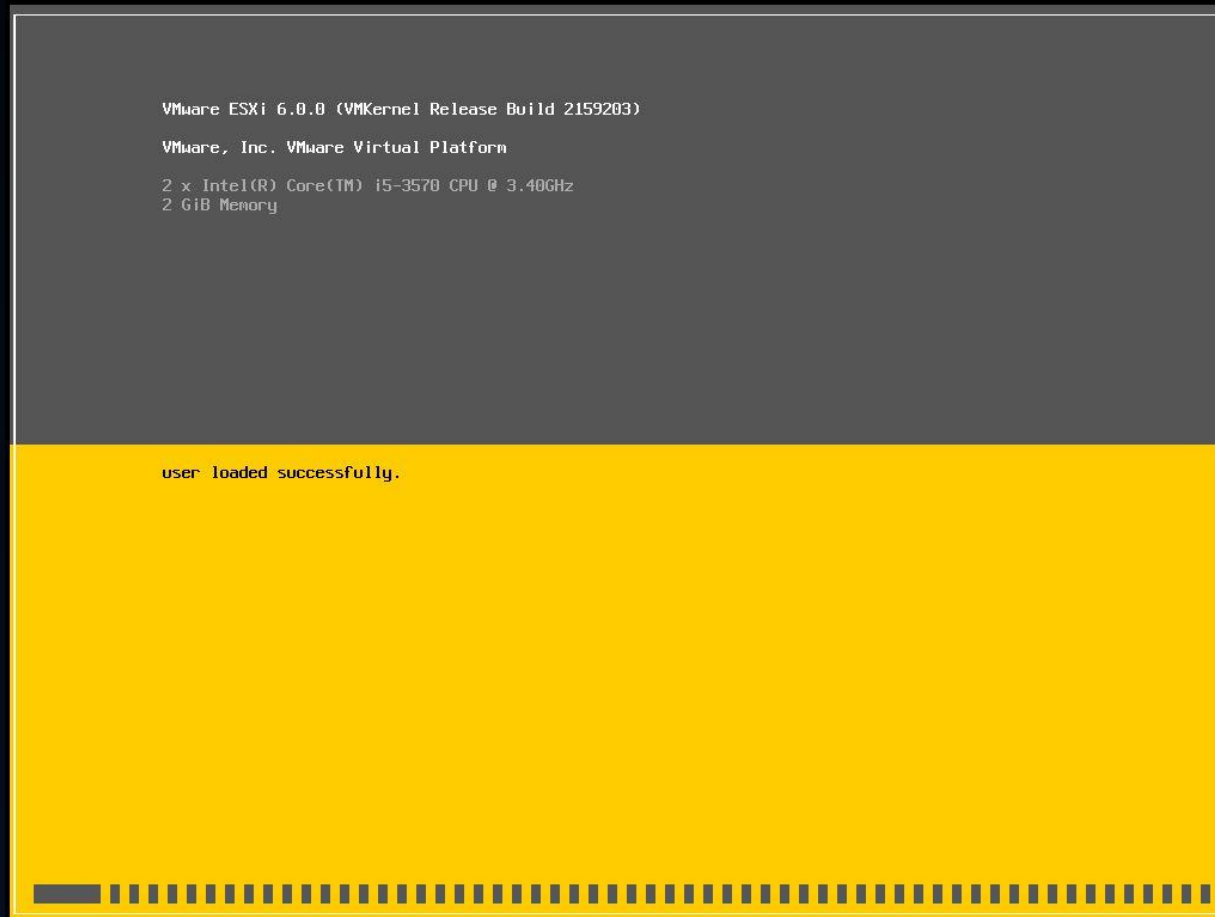 VMware ESXi 6.0.0 (VMKernel Release Build 2159203)
VMware, Inc. VMware Virtual Platform
2 x Intel(R) Core(TM) i5-3570 CPU @ 3.40GHz
2 GiB Memory
user loaded successfully.